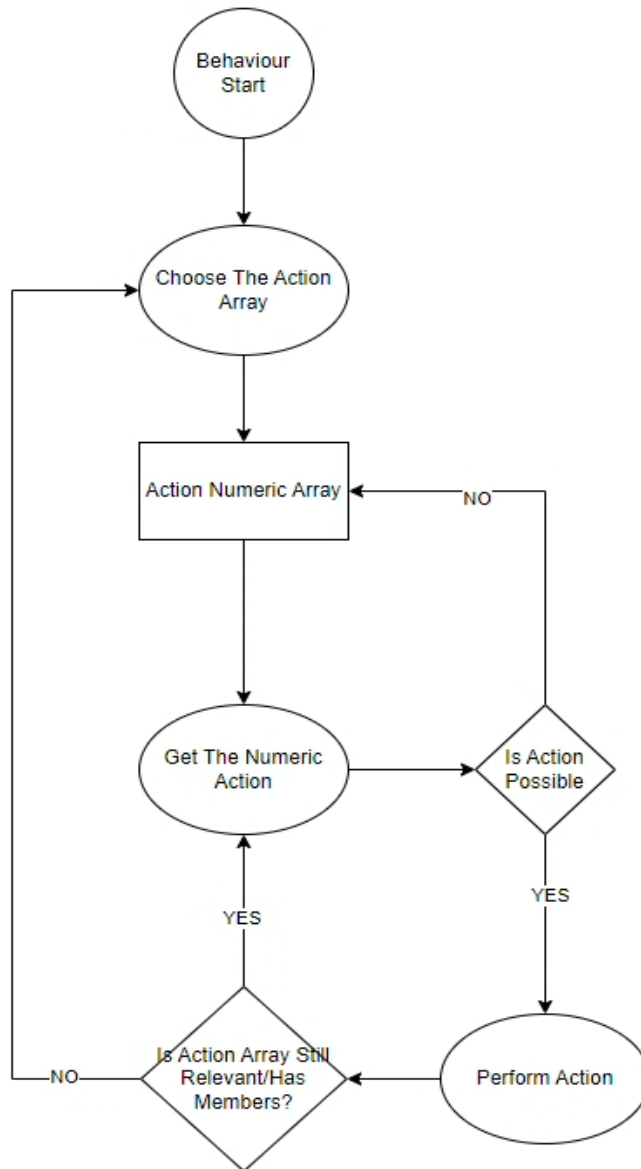 Behaviour
Start
Choose The Action
Array
Action Numeric Array
NO
Get The Numeric
Action
Is Action
Possible
YES
YES
Is Action Array Still
Relevant/Has
Members?
NO
Perform Action